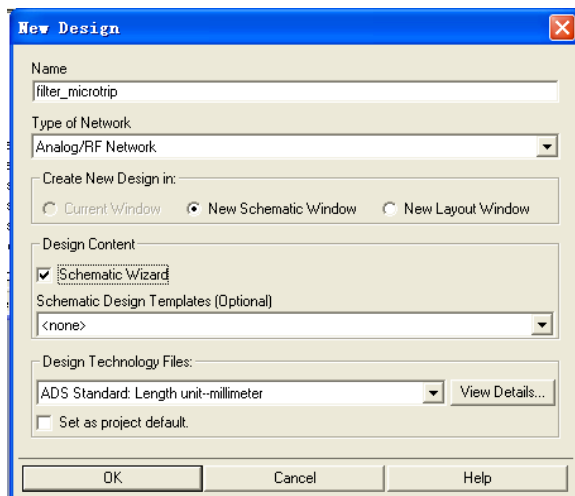 New Design
Name
filter_microtrip
Type of Network
Analog/RF Network
Create New Design in:
Current Window New Schematic Window New Layout Window
Design Content
Schematic Wizard
Schematic Design Templates (Optional)
<none>
Design Technology Files:
ADS Standard: Length unit--millimeter View Details...
Set as project default.
OK Cancel Help